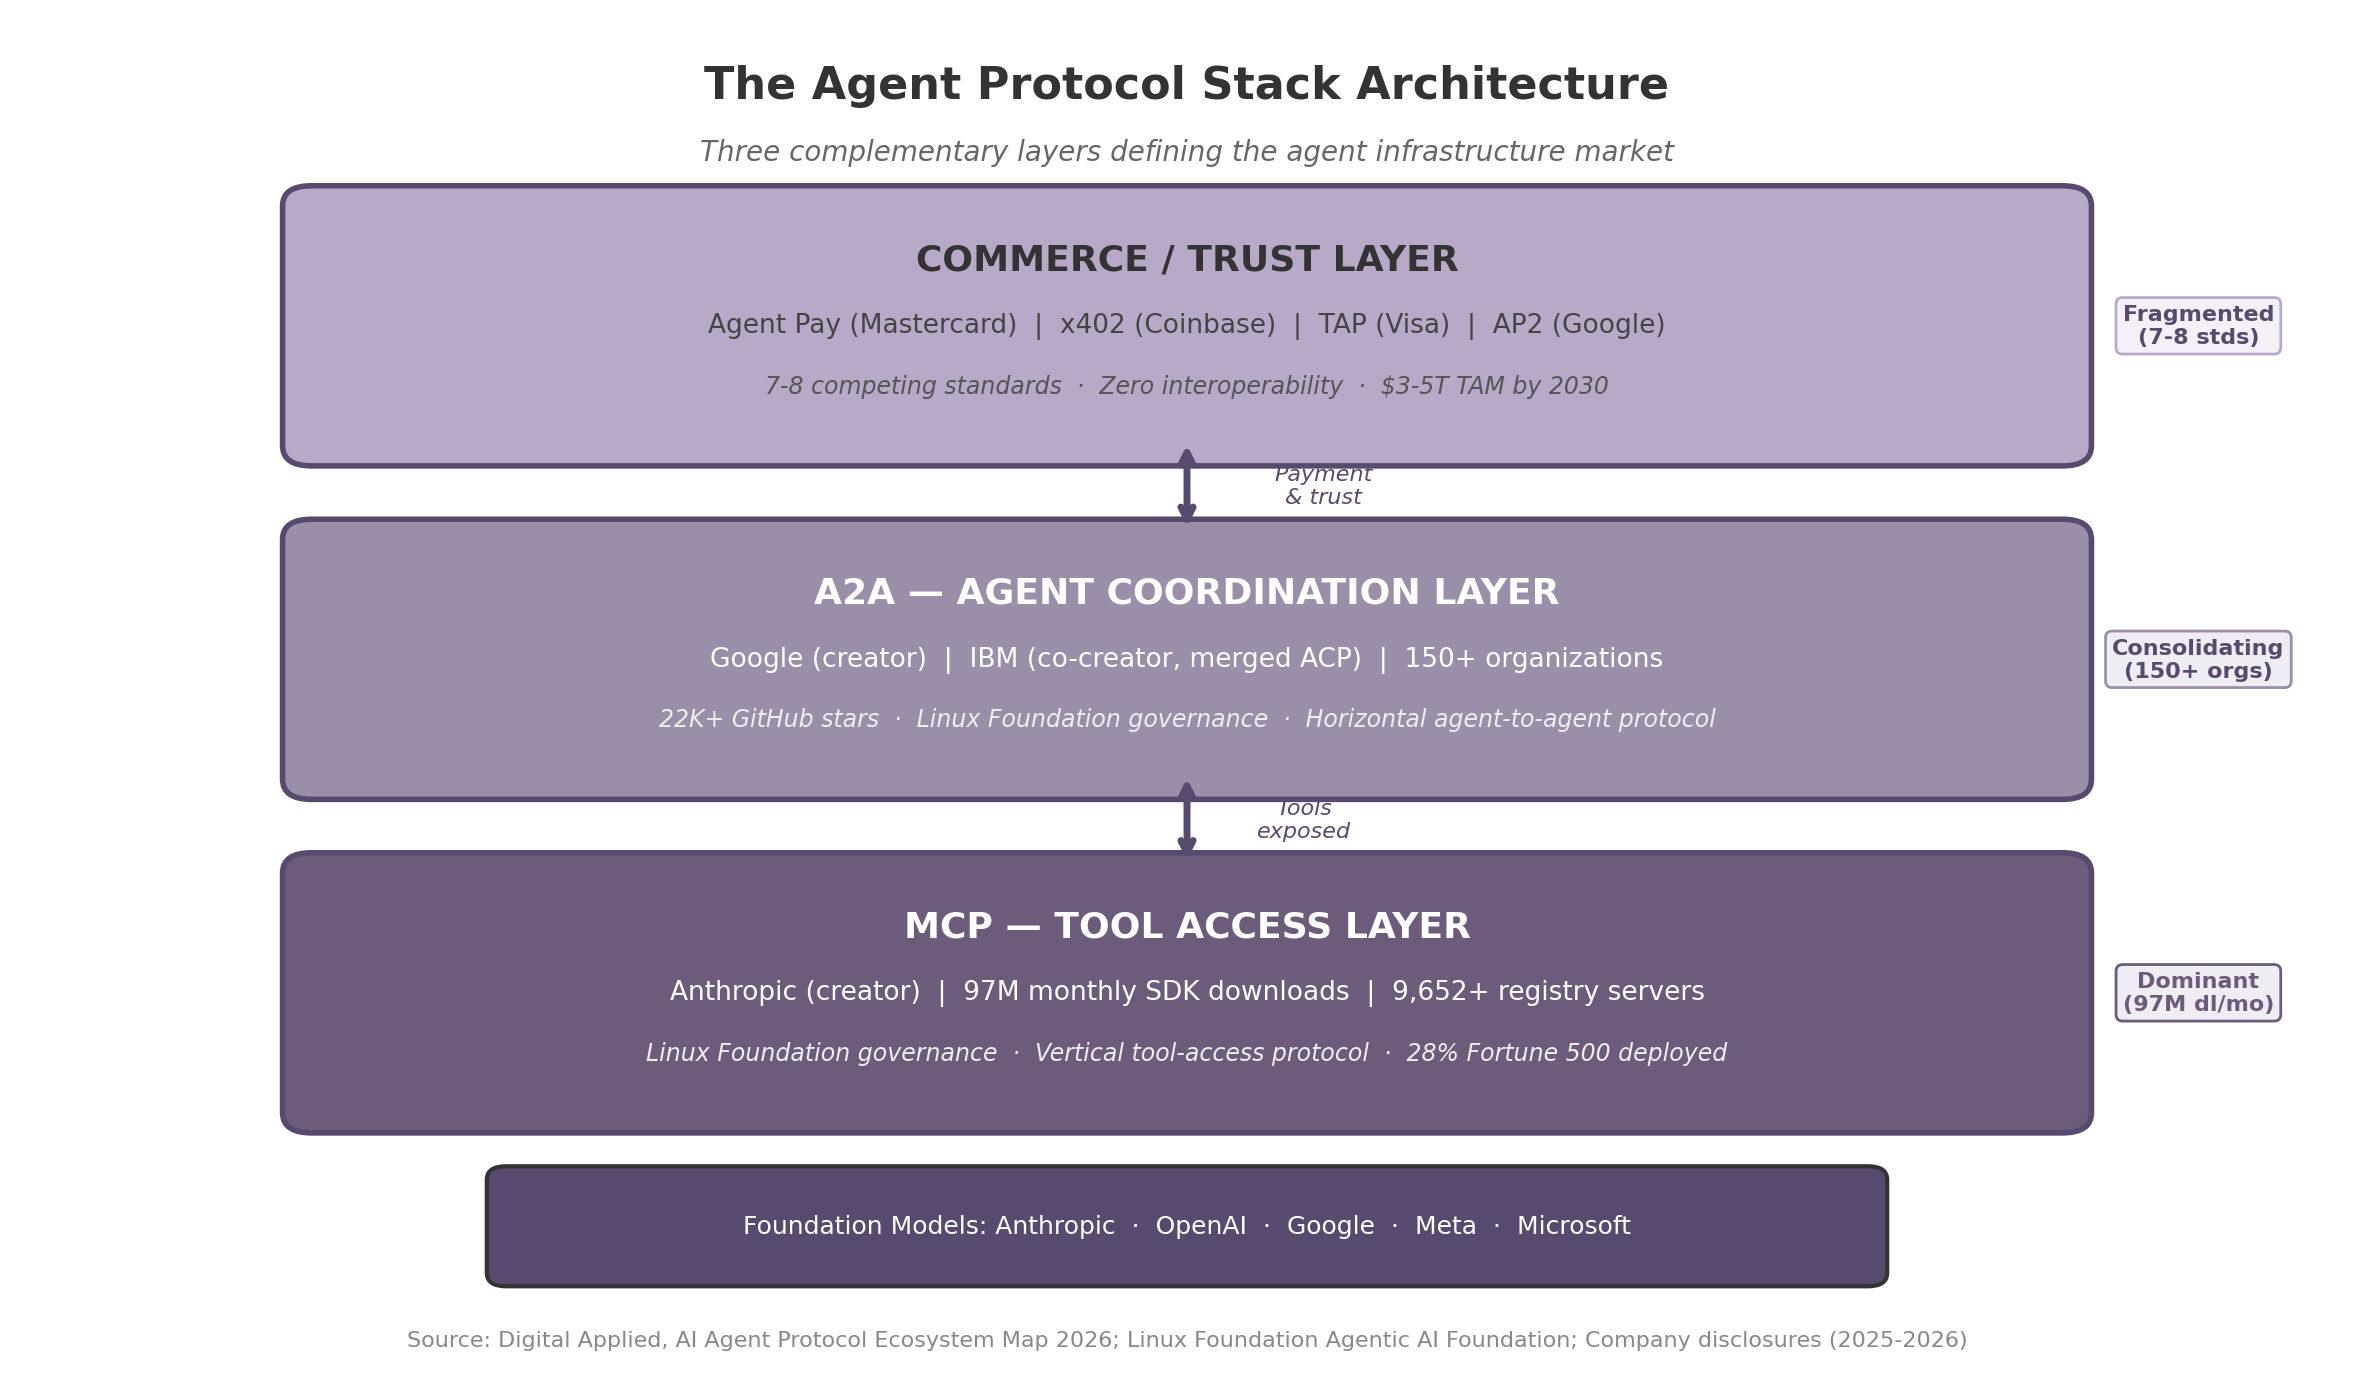 The Agent Protocol Stack Architecture
Three complementary layers defining the agent infrastructure market
COMMERCE / TRUST LAYER
Agent Pay (Mastercard) | x402 (Coinbase) | TAP (Visa) | AP2 (Google)
7-8 competing standards · Zero interoperability · $3-5T TAM by 2030
Fragmented
(7-8 stds)
Payment
& trust
A2A — AGENT COORDINATION LAYER
Google (creator) | IBM (co-creator, merged ACP) | 150+ organizations
22K+ GitHub stars · Linux Foundation governance · Horizontal agent-to-agent protocol
Consolidating
(150+ orgs)
Tools
exposed
MCP — TOOL ACCESS LAYER
Anthropic (creator) | 97M monthly SDK downloads | 9,652+ registry servers
Linux Foundation governance · Vertical tool-access protocol · 28% Fortune 500 deployed
Dominant
(97M dl/mo)
Foundation Models: Anthropic · OpenAI · Google · Meta · Microsoft
Source: Digital Applied, AI Agent Protocol Ecosystem Map 2026; Linux Foundation Agentic AI Foundation; Company disclosures (2025-2026)